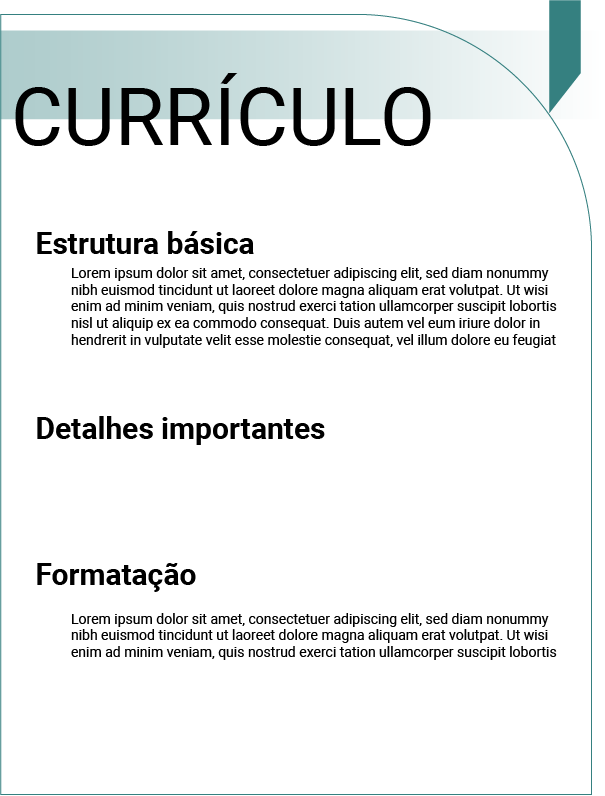 CURRÍCULO
Estrutura básica
Lorem ipsum dolor sit amet, consectetuer adipiscing elit, sed diam nonummy
nibh euismod tincidunt ut laoreet dolore magna aliquam erat volutpat. Ut wisi
enim ad minim veniam, quis nostrud exerci tation ullamcorper suscipit lobortis
nisl ut aliquip ex ea commodo consequat. Duis autem vel eum iriure dolor in
hendrerit in vulputate velit esse molestie consequat, vel illum dolore eu feugiat
Detalhes importantes
Formatação
Lorem ipsum dolor sit amet, consectetuer adipiscing elit, sed diam nonummy
nibh euismod tincidunt ut laoreet dolore magna aliquam erat volutpat. Ut wisi
enim ad minim veniam, quis nostrud exerci tation ullamcorper suscipit lobortis